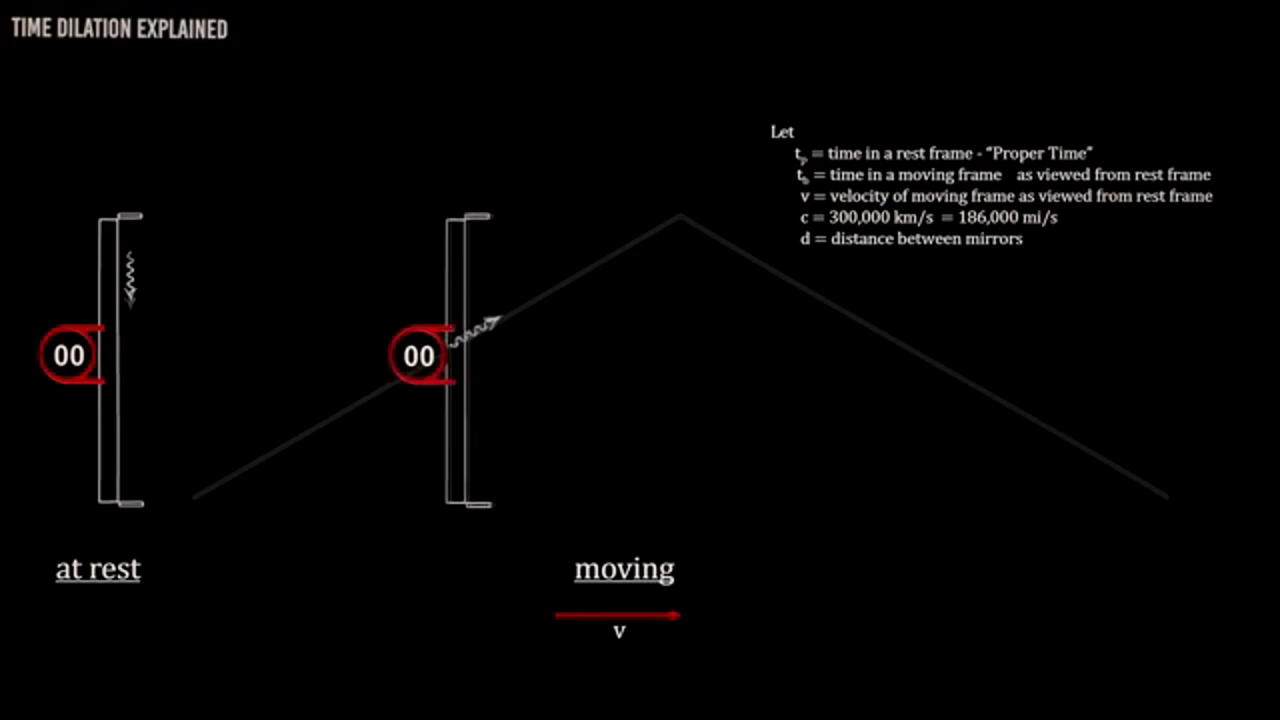 TIME DILATION EXPLAINED
Let
tₚ = time in a rest frame - "Proper Time"
t = time in a moving frame as viewed from rest frame
v = velocity of moving frame as viewed from rest frame
c = 300,000 km/s = 186,000 mi/s
d = distance between mirrors
00
00
at rest
moving
v